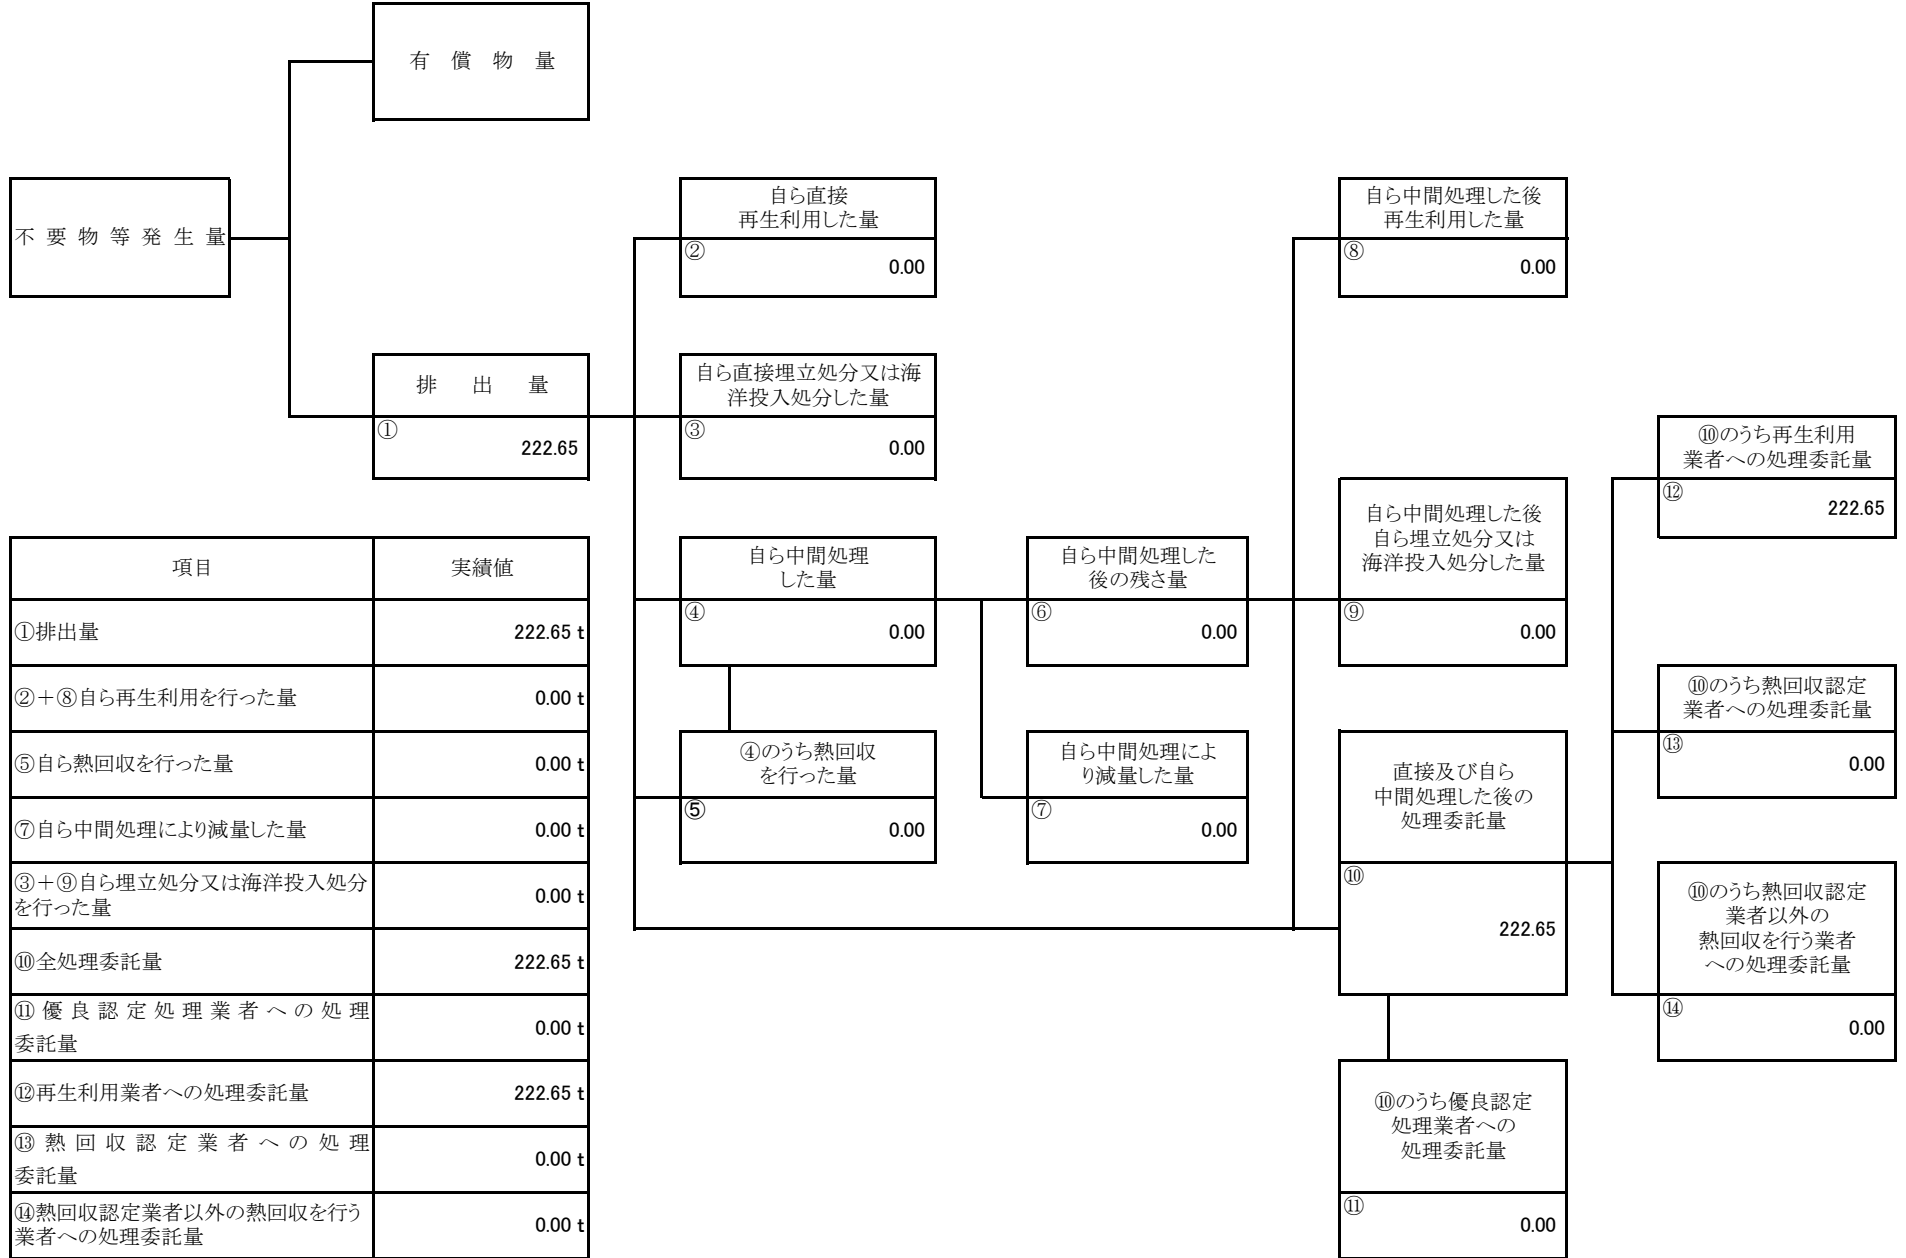 有 償 物 量
不 要 物 等 発 生 量
自ら直接
再生利用した量
②
0.00
自ら中間処理した後
再生利用した量
⑧
0.00
排 出 量
①
222.65
自ら直接埋立処分又は海
洋投入処分した量
③
0.00
⑩のうち再生利用
業者への処理委託量
⑫
222.65
自ら中間処理した後
自ら埋立処分又は
海洋投入処分した量
⑨
0.00
自ら中間処理
した量
④
0.00
自ら中間処理した
後の残さ量
⑥
0.00
⑩のうち熱回収認定
業者への処理委託量
⑬
0.00
④のうち熱回収
を行った量
⑤
0.00
自ら中間処理によ
り減量した量
⑦
0.00
直接及び自ら
中間処理した後の
処理委託量
⑩
222.65
⑩のうち熱回収認定
業者以外の
熱回収を行う業者
への処理委託量
⑭
0.00
⑩のうち優良認定
処理業者への
処理委託量
⑪
0.00
項目 実績値
①排出量 222.65 t
②＋⑧自ら再生利用を行った量 0.00 t
⑤自ら熱回収を行った量 0.00 t
⑦自ら中間処理により減量した量 0.00 t
③＋⑨自ら埋立処分又は海洋投入処分
を行った量 0.00 t
⑩全処理委託量 222.65 t
⑪優良認定処理業者への処理
委託量 0.00 t
⑫再生利用業者への処理委託量 222.65 t
⑬熱回収認定業者への処理
委託量 0.00 t
⑭熱回収認定業者以外の熱回収を行う
業者への処理委託量 0.00 t